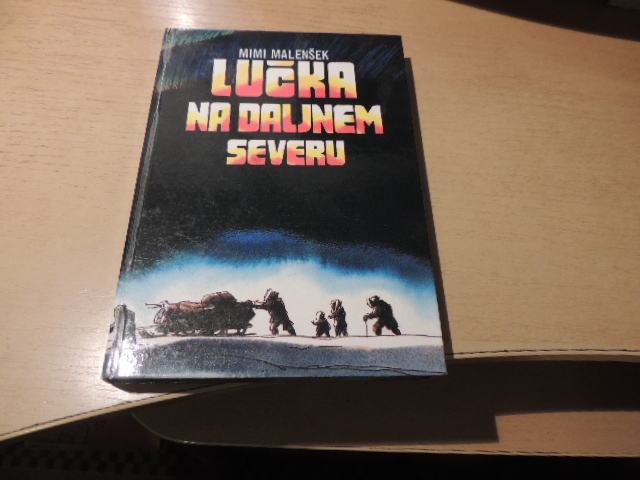 MIMI MALENŠEK
LUČKA
NA DALJNEM
SEVERU